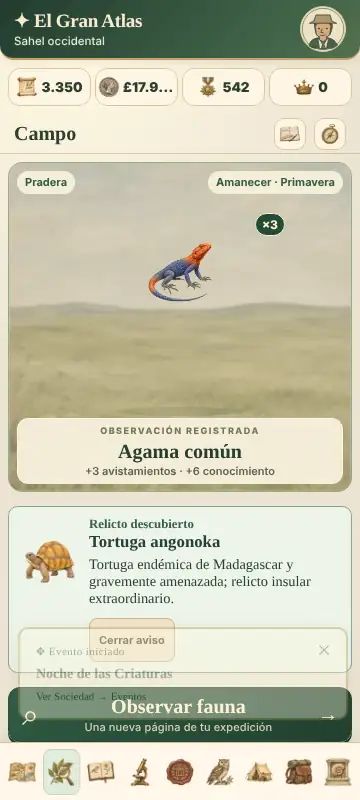 ✦ El Gran Atlas
Sahel occidental
3.350
£17.9…
542
0
Campo
Pradera
Amanecer · Primavera
×3
OBSERVACIÓN REGISTRADA
Agama común
+3 avistamientos · +6 conocimiento
Relicto descubierto
Tortuga angonoka
Tortuga endémica de Madagascar y
gravemente amenazada; relicto insular
extraordinario.
Cerrar aviso
❖ Evento iniciado
Noche de las Criaturas
Ver Sociedad → Eventos
Observar fauna
→
Una nueva página de tu expedición